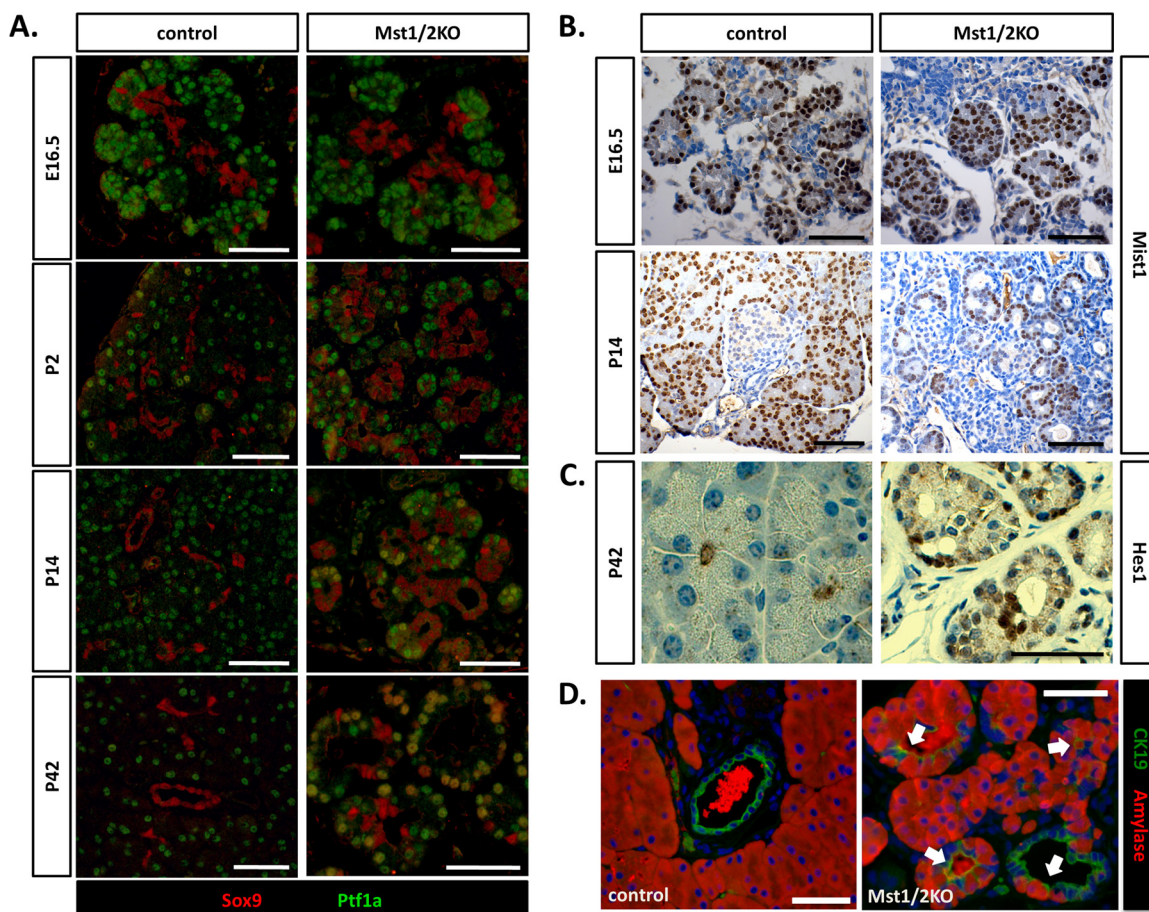 A.
control
Mst1/2KO
E16.5
P2
P14
P42
Sox9
Ptf1a
B.
control
Mst1/2KO
E16.5
P14
Mist1
C.
P42
Hes1
D.
control
Mst1/2KO
CK19 Amylase